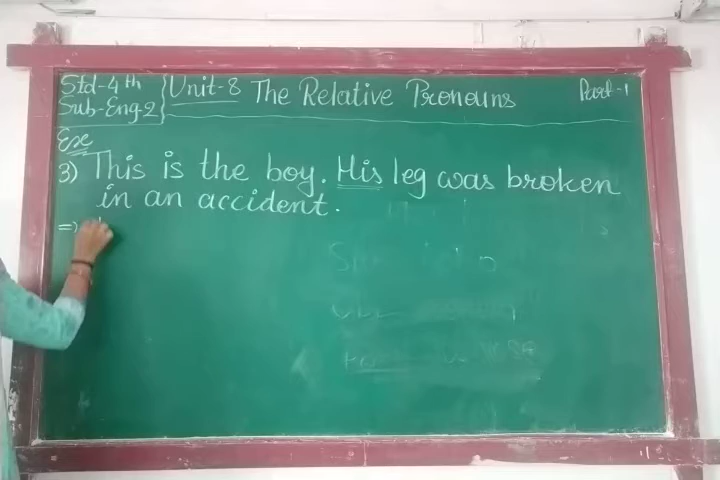 Std-4th
Sub-Eng-2
Unit-8 The Relative Pronouns
Part-1
Ex
3) This is the boy. His leg was broken
in an accident.
=>